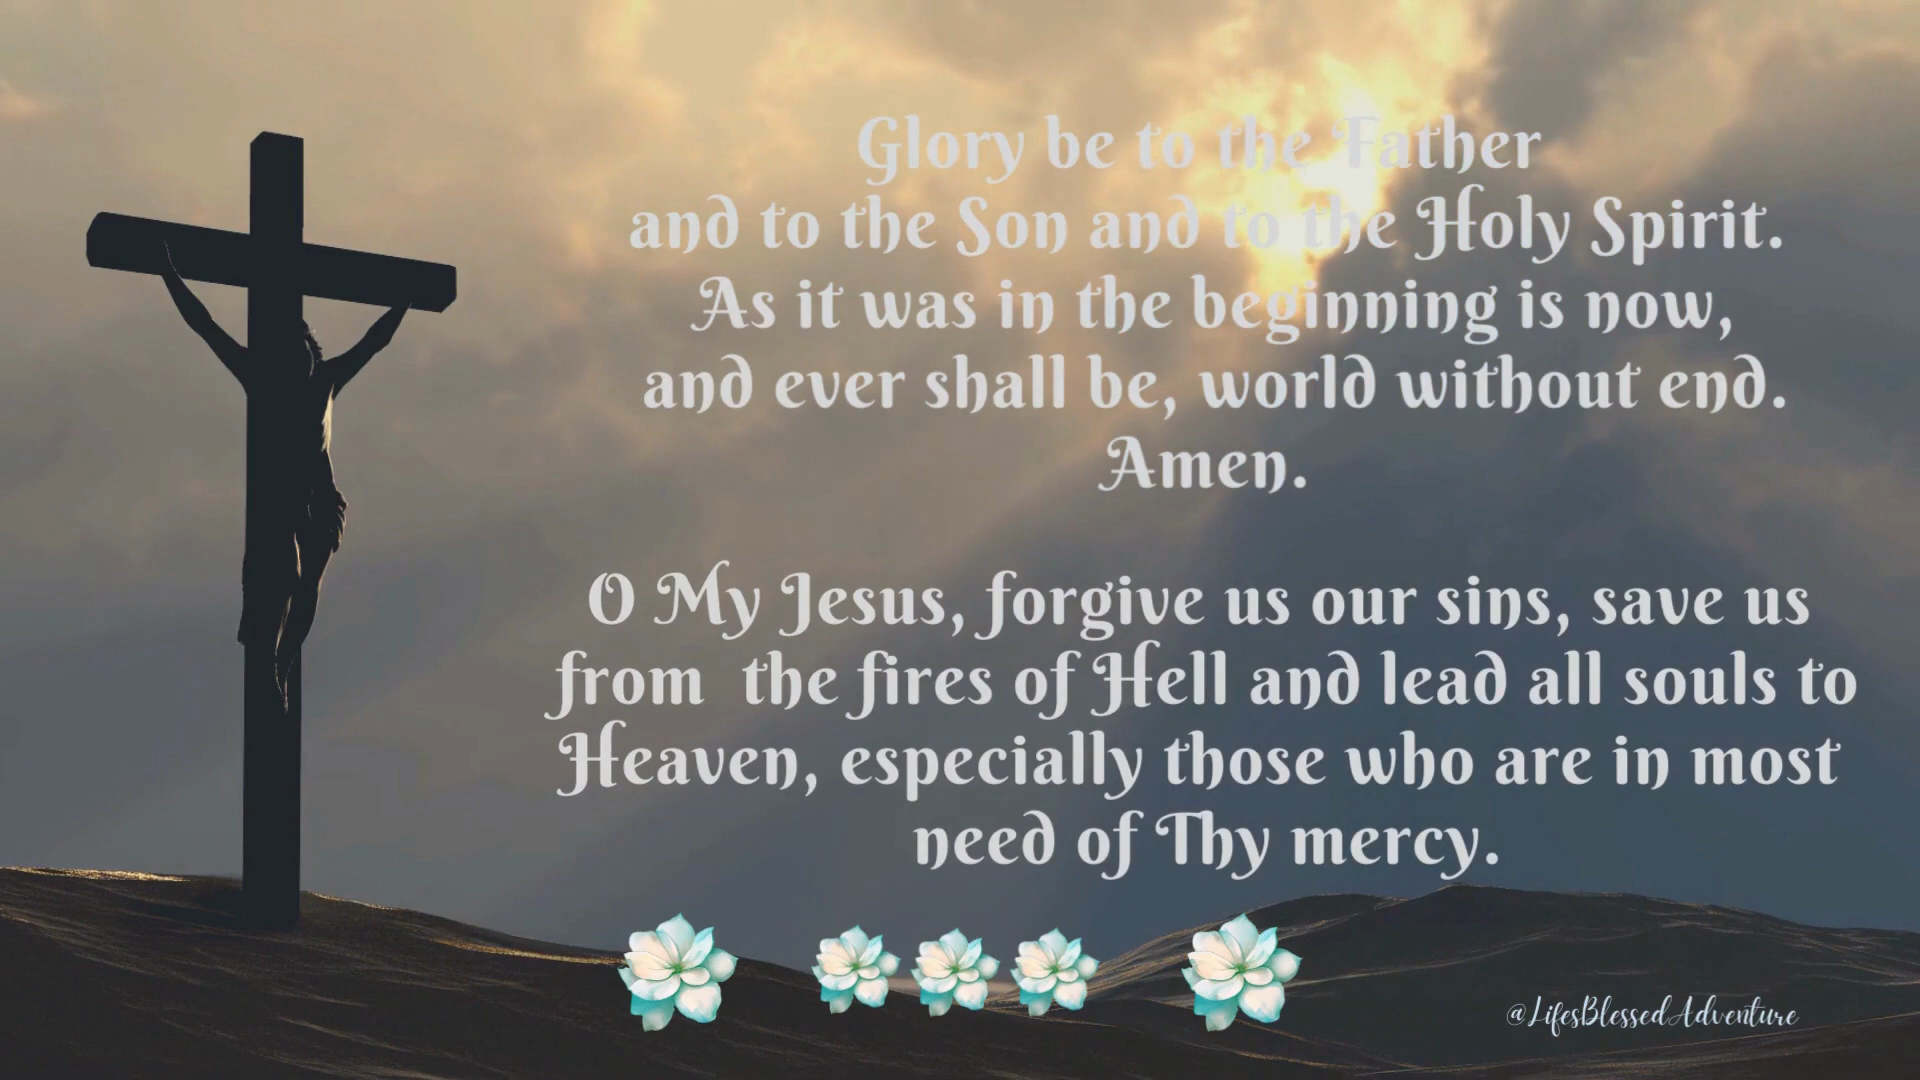 Glory be to the Father
and to the Son and to the Holy Spirit.
As it was in the beginning is now,
and ever shall be, world without end.
Amen.
O My Jesus, forgive us our sins, save us
from the fires of Hell and lead all souls to
Heaven, especially those who are in most
need of Thy mercy.
@LifesBlessedAdventure